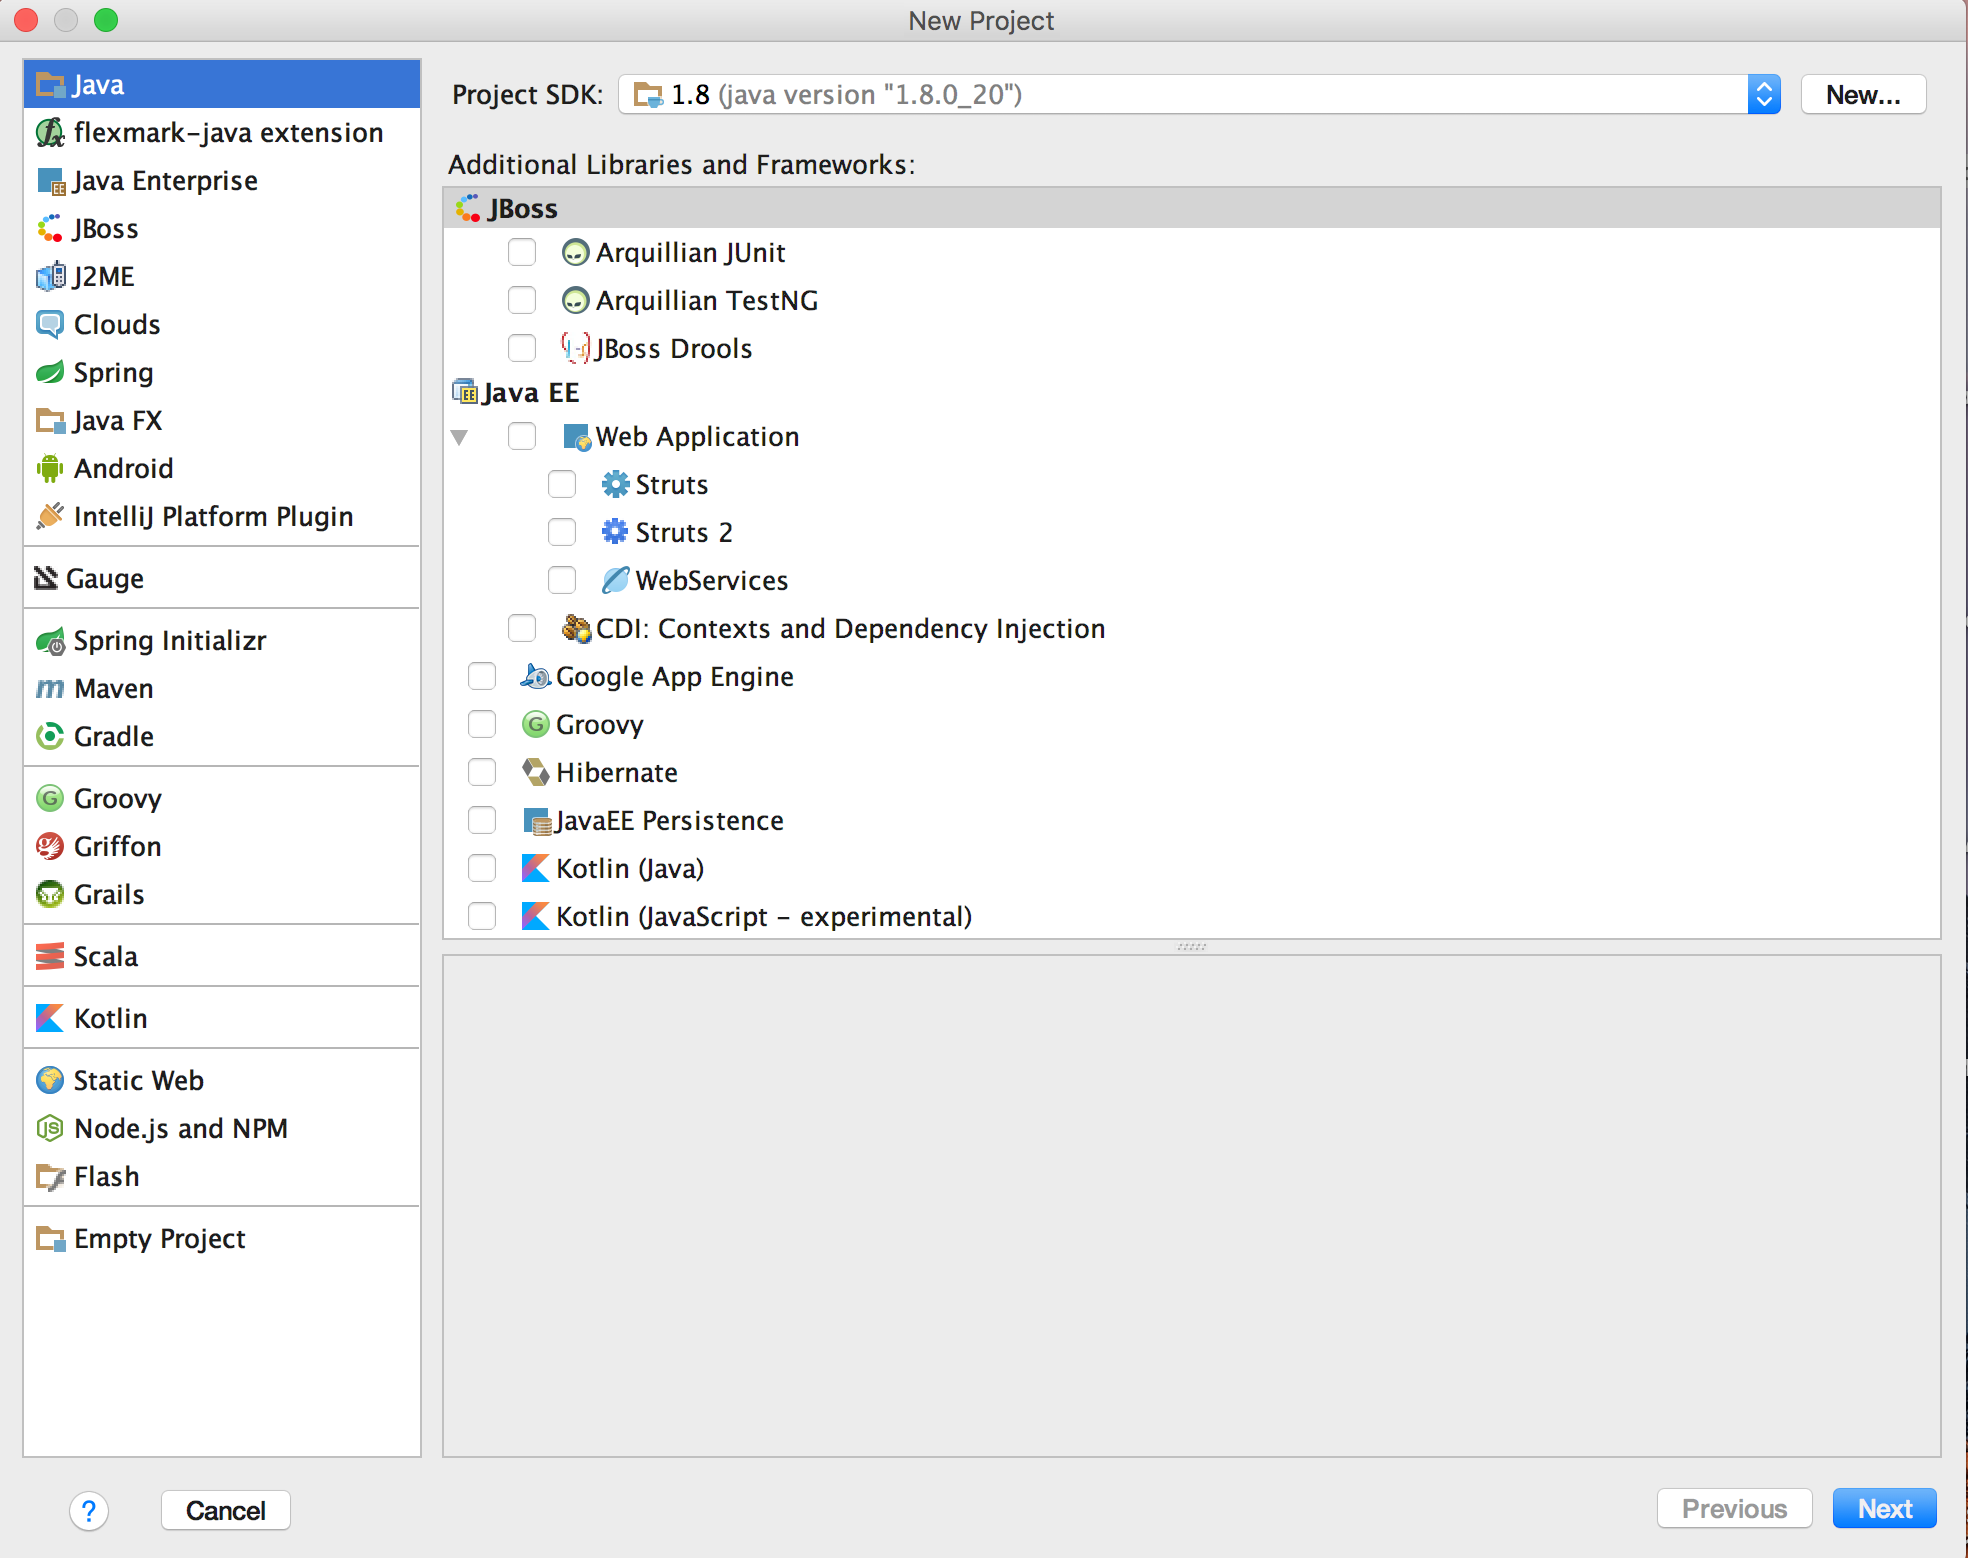 New Project
Java
flexmark-java extension
Java Enterprise
JBoss
J2ME
Clouds
Spring
Java FX
Android
IntelliJ Platform Plugin
Gauge
Spring Initializr
Maven
Gradle
Groovy
Griffon
Grails
Scala
Kotlin
Static Web
Node.js and NPM
Flash
Empty Project
Project SDK: 1.8 (java version "1.8.0_20") New...
Additional Libraries and Frameworks:
JBoss
Arquillian JUnit
Arquillian TestNG
JBoss Drools
Java EE
Web Application
Struts
Struts 2
WebServices
CDI: Contexts and Dependency Injection
Google App Engine
Groovy
Hibernate
JavaEE Persistence
Kotlin (Java)
Kotlin (JavaScript - experimental)
? Cancel Previous Next